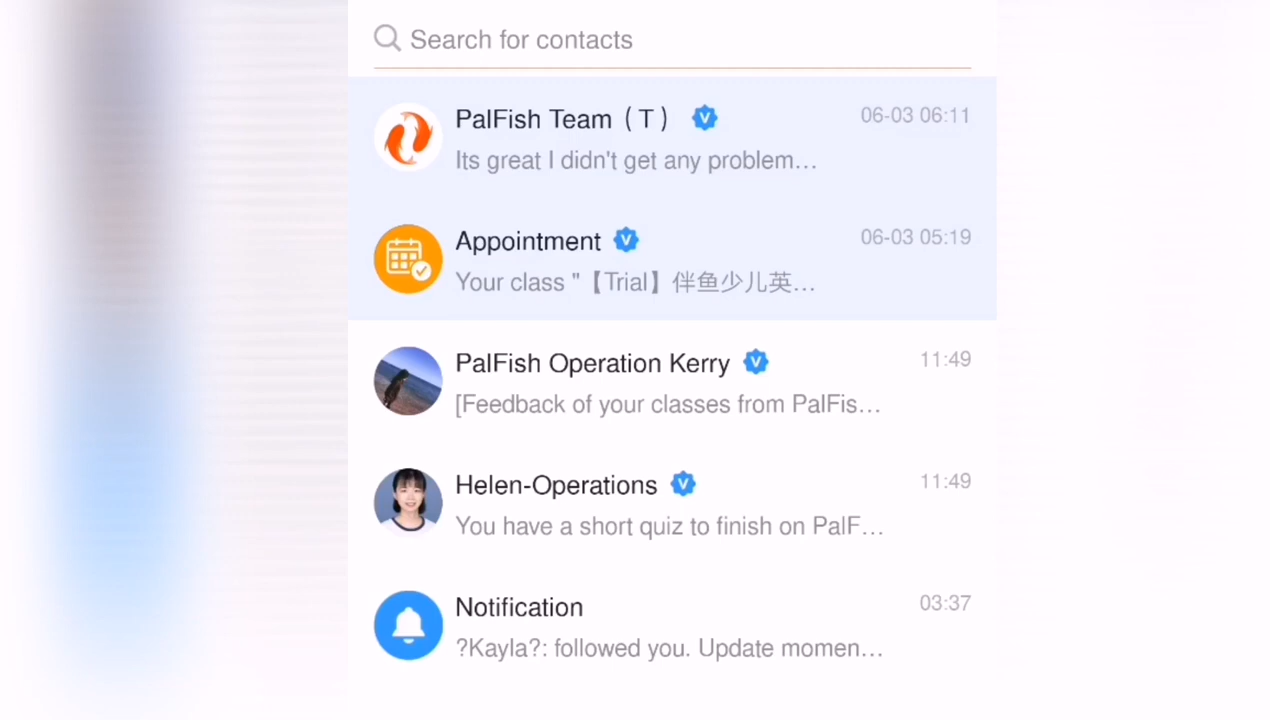 Search for contacts
PalFish Team（T） 06-03 06:11
Its great I didn't get any problem...
Appointment 06-03 05:19
Your class "【Trial】伴鱼少儿英...
PalFish Operation Kerry 11:49
[Feedback of your classes from PalFis...
Helen-Operations 11:49
You have a short quiz to finish on PalF...
Notification 03:37
?Kayla?: followed you. Update momen...